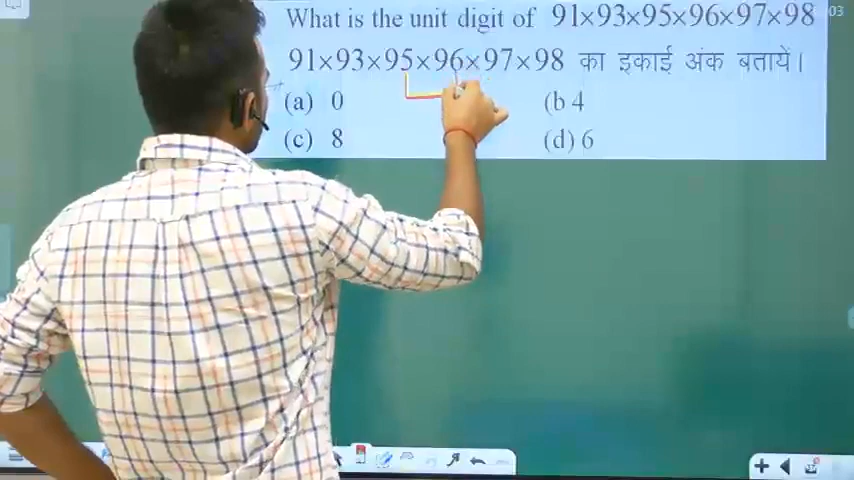 What is the unit digit of 91×93×95×96×97×98
91×93×95×96×97×98 का इकाई अंक बतायें।
(a) 0 (b 4
(c) 8 (d) 6